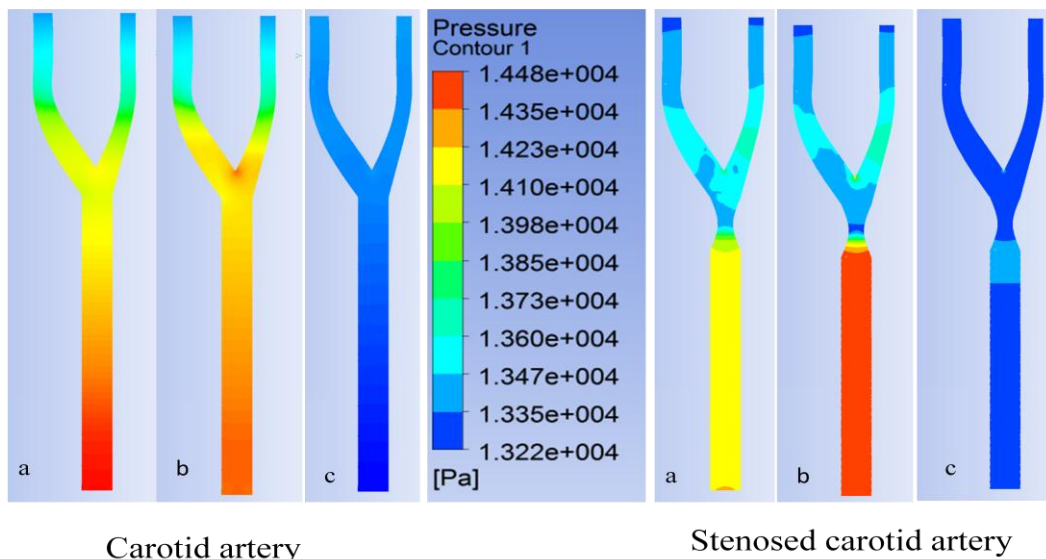 Pressure
Contour 1
1.448e+004
1.435e+004
1.423e+004
1.410e+004
1.398e+004
1.385e+004
1.373e+004
1.360e+004
1.347e+004
1.335e+004
1.322e+004
[Pa]
a
b
c
a
b
c
Carotid artery
Stenosed carotid artery